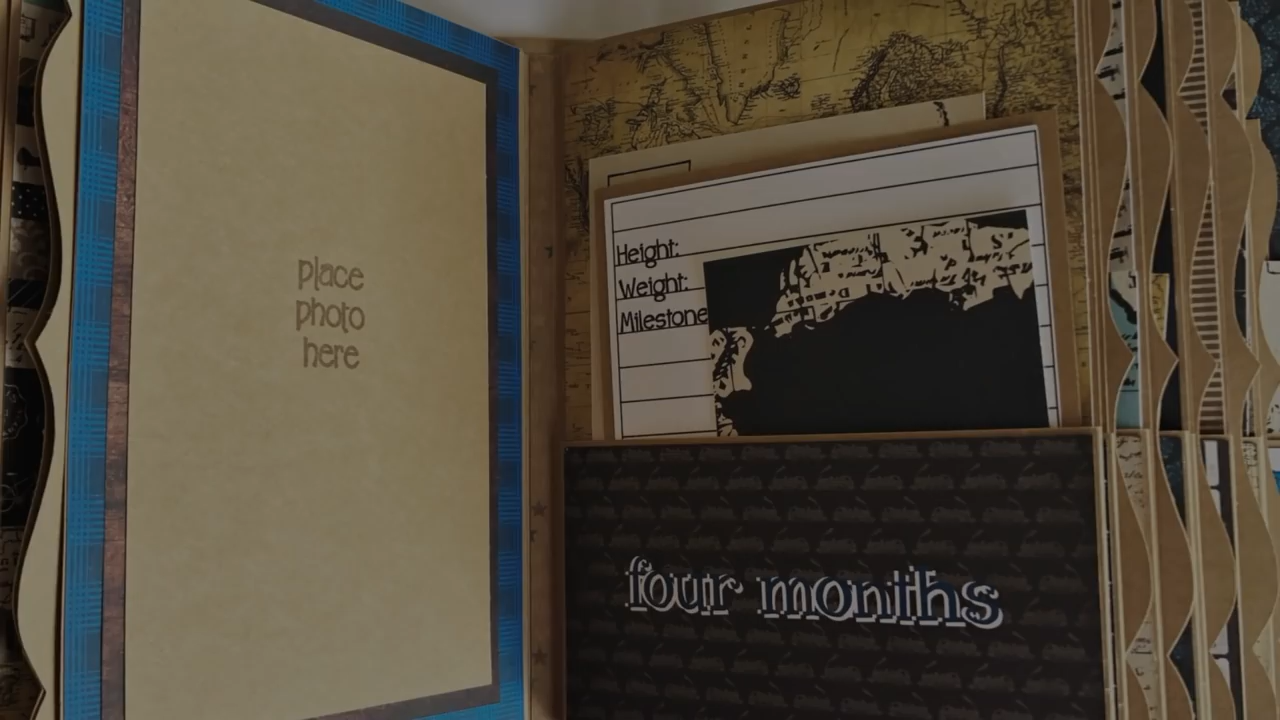 place
photo
here
Height:
Weight:
Milestone
four months